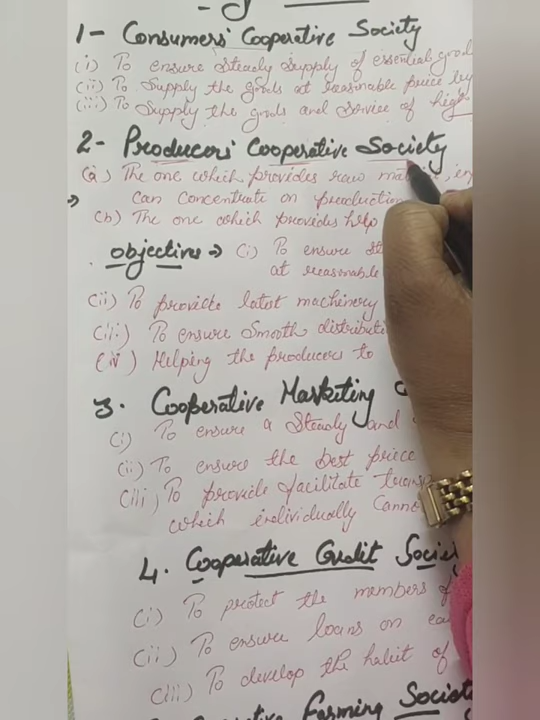 1- Consumers' Cooperative Society
(i) To ensure steady supply of essential good
(ii) To supply the goods at reasonable price by
(iii) To supply the goods and service of high
2- Producers' Cooperative Society
(a) The one which provides raw
can concentrate on production
(b) The one which provides help
objectives → (i) To ensure
at reasonable
(ii) To provide latest machinery
(iii) To ensure smooth
(iv) Helping the producers to
3. Cooperative Marketing
(i) To ensure a steady and
(ii) To ensure the best price
(iii) To provide facilitate
which individually
4. Cooperative Credit
(i) To protect the members of
(ii) To ensure loans on
(iii) To develop the habit of
Farming